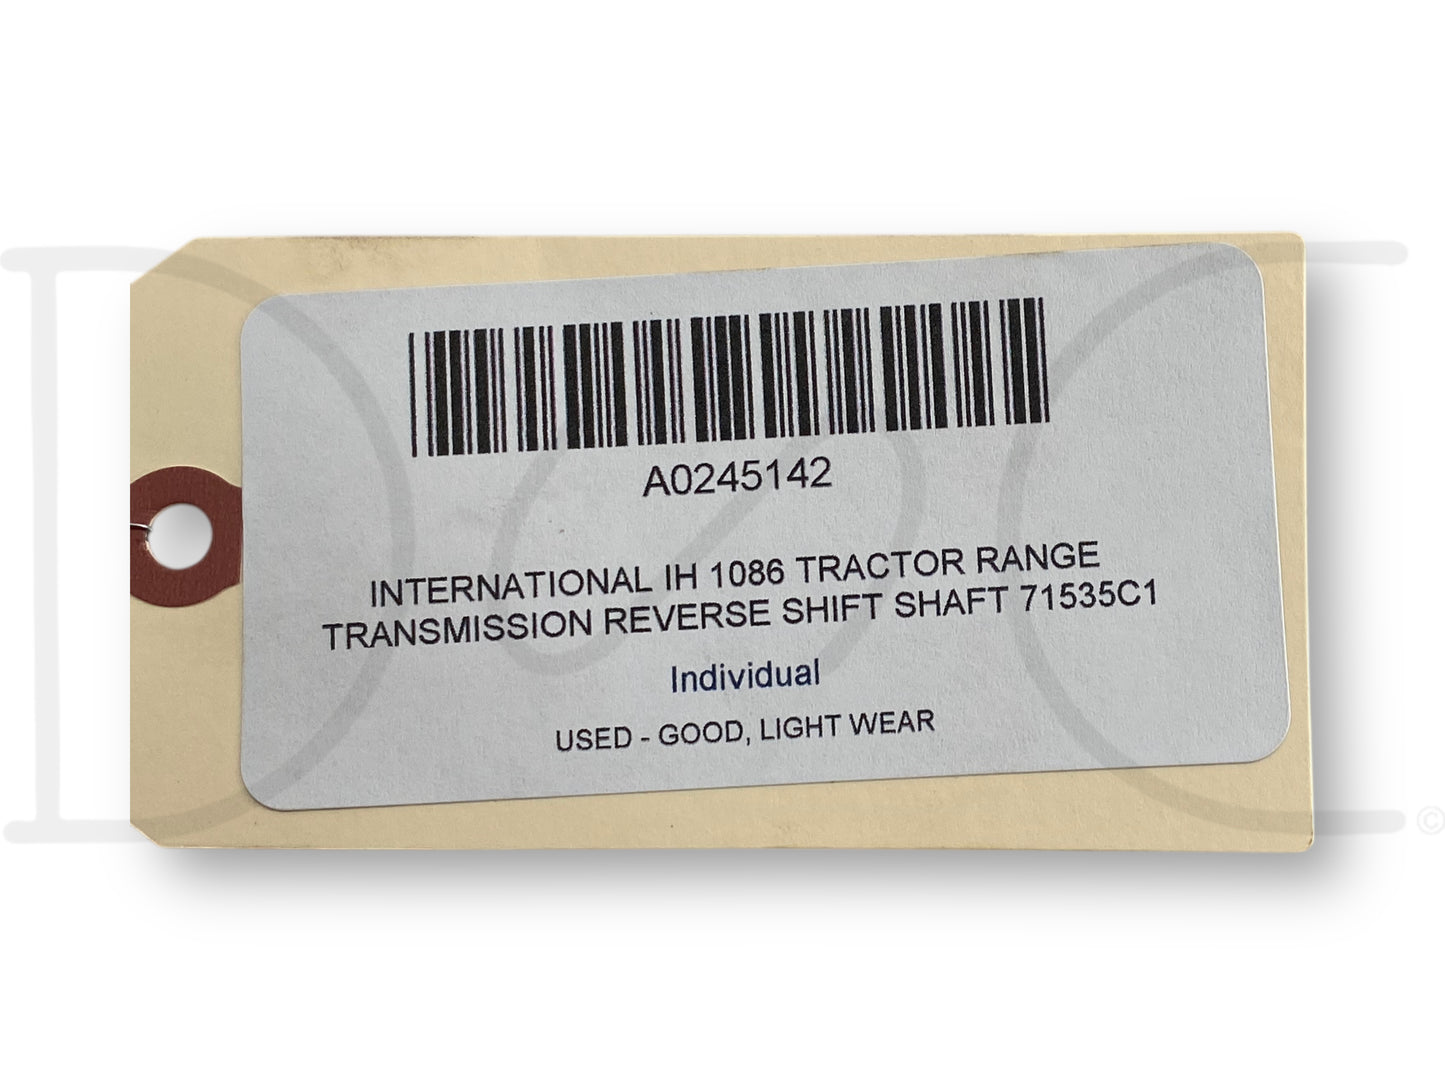 A0245142
INTERNATIONAL IH 1086 TRACTOR RANGE
TRANSMISSION REVERSE SHIFT SHAFT 71535C1
Individual
USED - GOOD, LIGHT WEAR
©